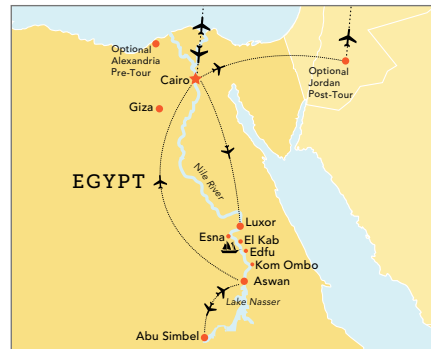 Optional
Alexandria
Pre-Tour
Cairo
Optional
Jordan
Post-Tour
Giza
EGYPT
Nile River
Luxor
Esna
El Kab
Edfu
Kom Ombo
Aswan
Lake Nasser
Abu Simbel